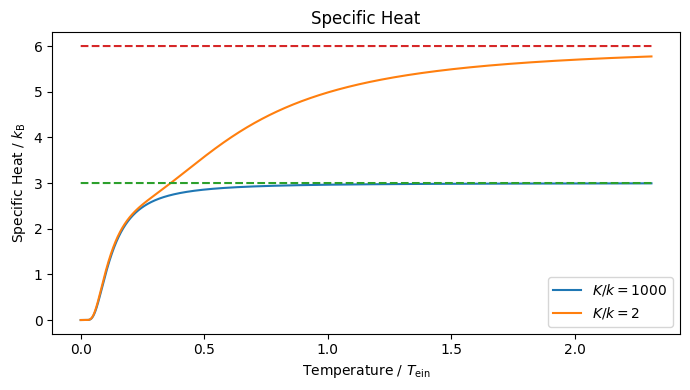 Specific Heat
Specific Heat / $k_{\mathrm{B}}$
6
5
4
3
2
1
0
0.0 0.5 1.0 1.5 2.0
Temperature / $T_{\mathrm{ein}}$
$K/k = 1000$
$K/k = 2$